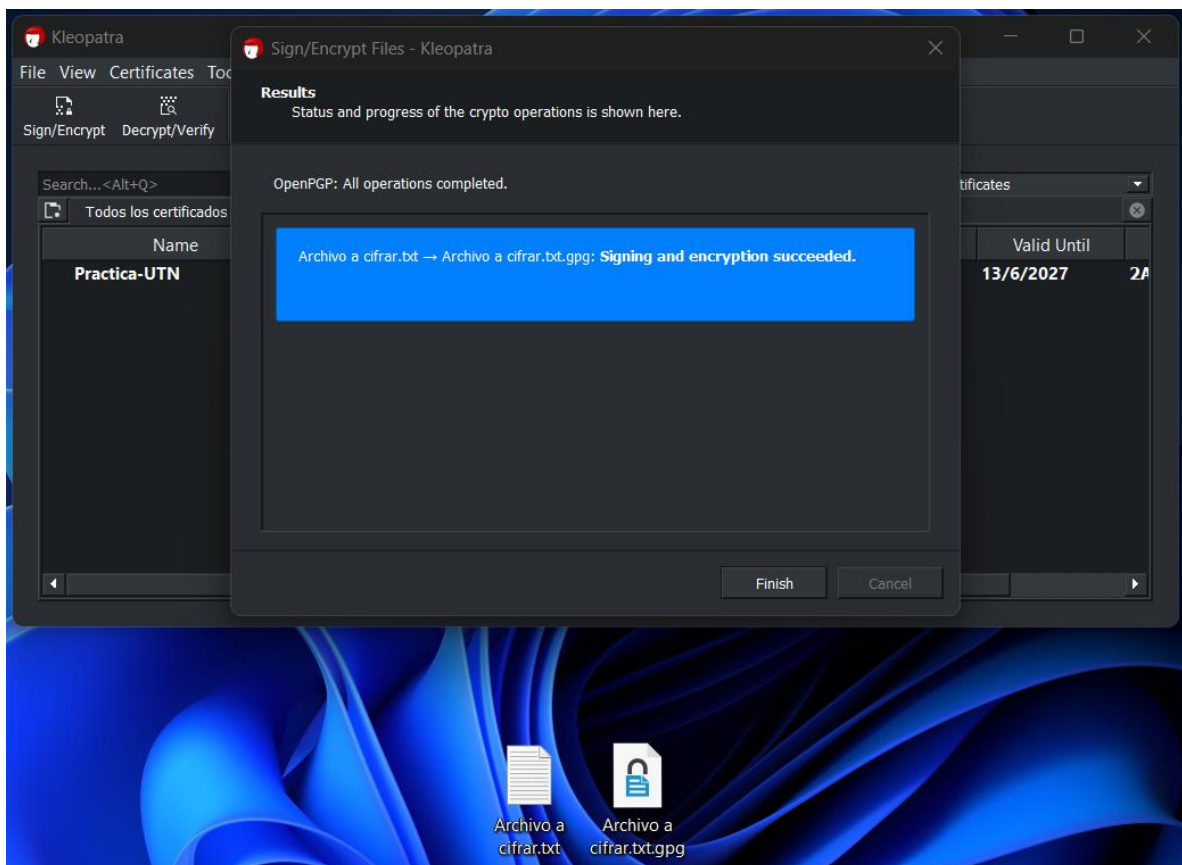 Kleopatra
File View Certificates Too
Sign/Encrypt Decrypt/Verify
Search...<Alt+Q>
tificates
Todos los certificados
Name
Valid Until
Practica-UTN
13/6/2027
2A
Sign/Encrypt Files - Kleopatra
Results
Status and progress of the crypto operations is shown here.
OpenPGP: All operations completed.
Archivo a cifrar.txt → Archivo a cifrar.txt.gpg: Signing and encryption succeeded.
Finish
Cancel
Archivo a
cifrar.txt
Archivo a
cifrar.txt.gpg